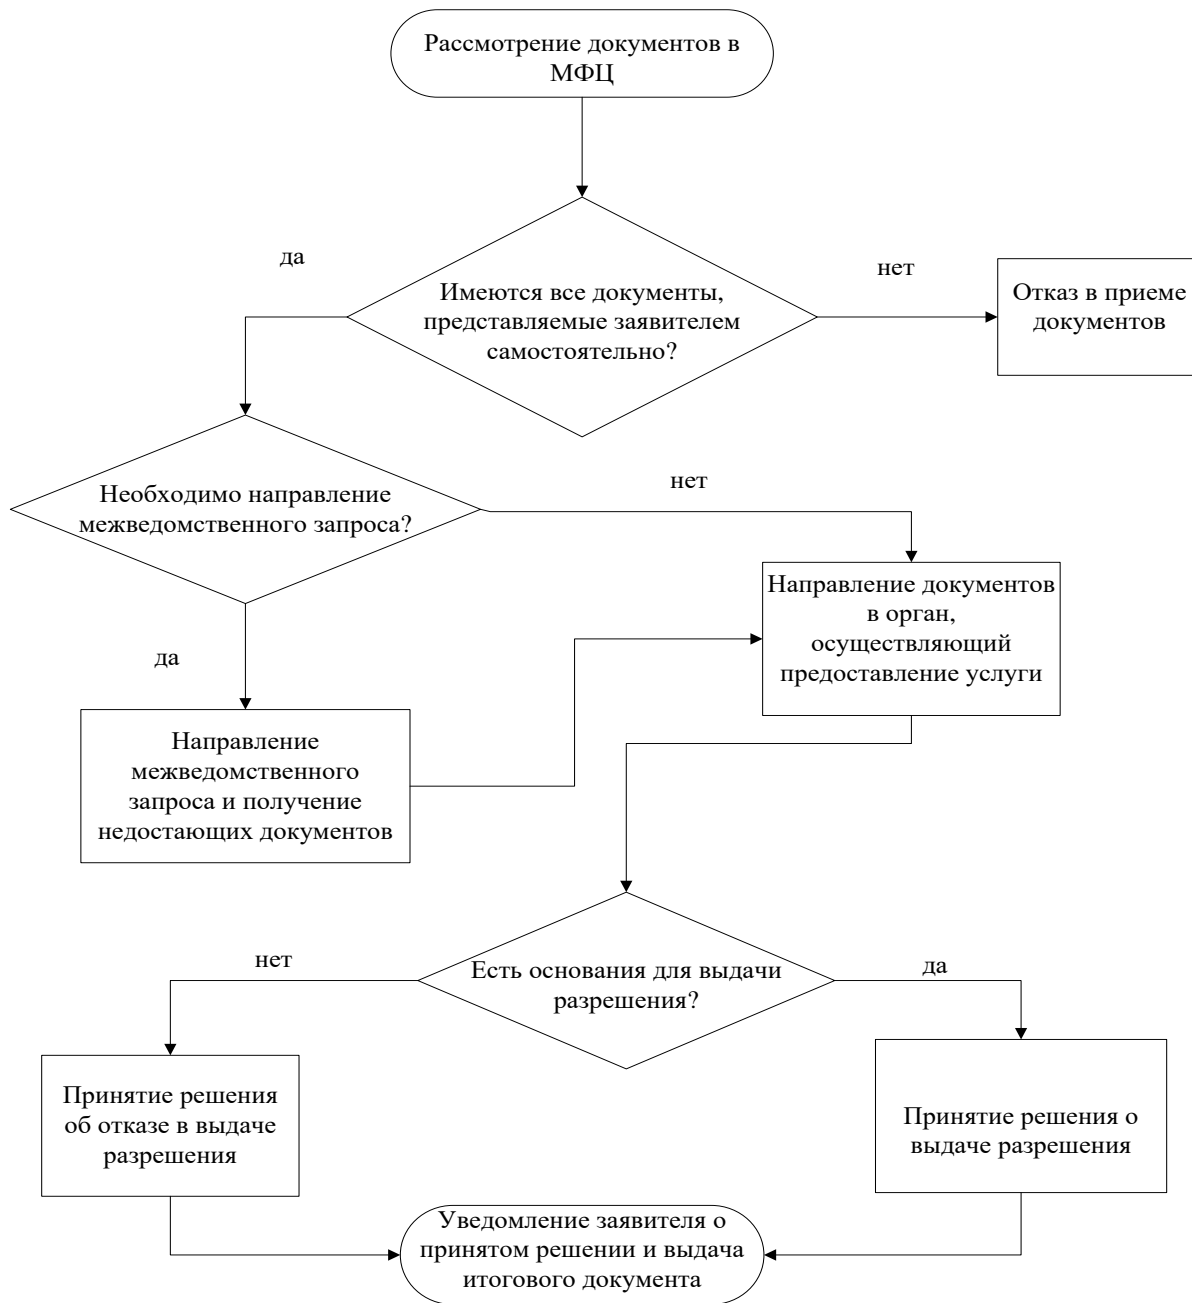 Рассмотрение документов в
МФЦ
да
нет
Имеются все документы,
представляемые заявителем
самостоятельно?
Отказ в приеме
документов
Необходимо направление
межведомственного запроса?
нет
Направление документов
в орган,
осуществляющий
предоставление услуги
да
Направление
межведомственного
запроса и получение
недостающих документов
нет
Есть основания для выдачи
разрешения?
да
Принятие решения
об отказе в выдаче
разрешения
Принятие решения о
выдаче разрешения
Уведомление заявителя о
принятом решении и выдача
итогового документа